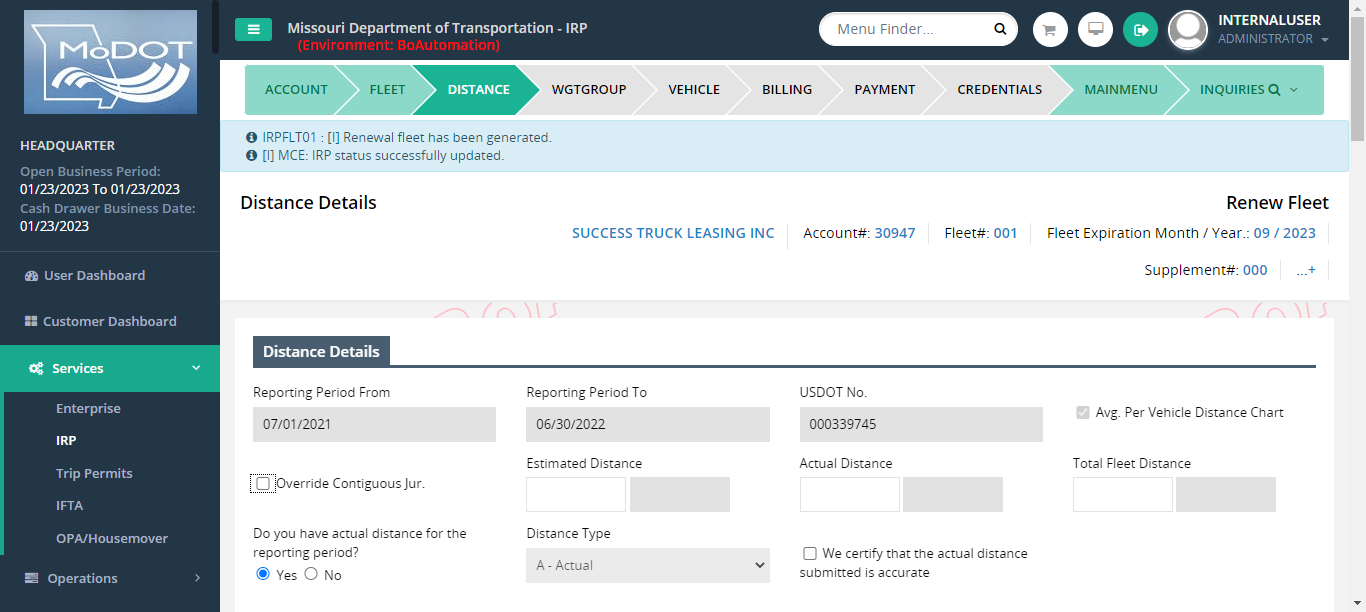 MoDOT
Missouri Department of Transportation - IRP
(Environment: BoAutomation)
Menu Finder...
INTERNALUSER
ADMINISTRATOR
ACCOUNT
FLEET
DISTANCE
WGTGROUP
VEHICLE
BILLING
PAYMENT
CREDENTIALS
MAINMENU
INQUIRIES
HEADQUARTER
Open Business Period:
01/23/2023 To 01/23/2023
Cash Drawer Business Date:
01/23/2023
User Dashboard
Customer Dashboard
Services
Enterprise
IRP
Trip Permits
IFTA
OPA/Housemover
Operations
IRPFLT01 : [I] Renewal fleet has been generated.
[I] MCE: IRP status successfully updated.
Distance Details
Renew Fleet
SUCCESS TRUCK LEASING INC
Account#: 30947
Fleet#: 001
Fleet Expiration Month / Year.: 09 / 2023
Supplement#: 000
...+
Distance Details
Reporting Period From
Reporting Period To
USDOT No.
07/01/2021
06/30/2022
000339745
Avg. Per Vehicle Distance Chart
Override Contiguous Jur.
Estimated Distance
Actual Distance
Total Fleet Distance
Do you have actual distance for the
reporting period?
Yes
No
Distance Type
A - Actual
We certify that the actual distance
submitted is accurate